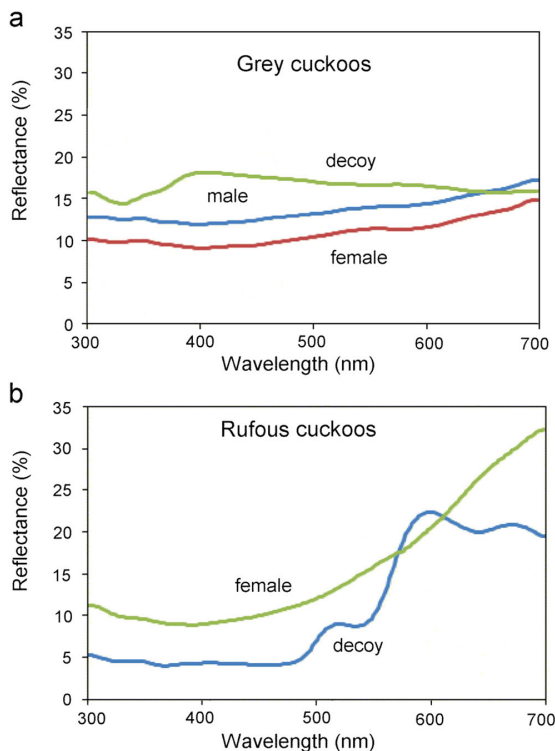 a
Grey cuckoos
Reflectance (%)
35
30
25
20
15
10
5
0
decoy
male
female
300 400 500 600 700
Wavelength (nm)
b
Rufous cuckoos
Reflectance (%)
35
30
25
20
15
10
5
0
female
decoy
300 400 500 600 700
Wavelength (nm)